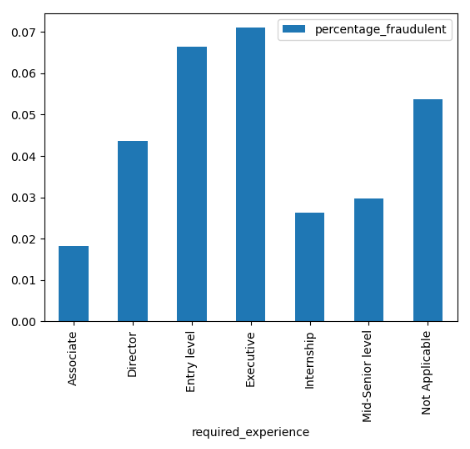 percentage_fraudulent
0.07
0.06
0.05
0.04
0.03
0.02
0.01
0.00
Associate
Director
Entry level
Executive
Internship
Mid-Senior level
Not Applicable
required_experience